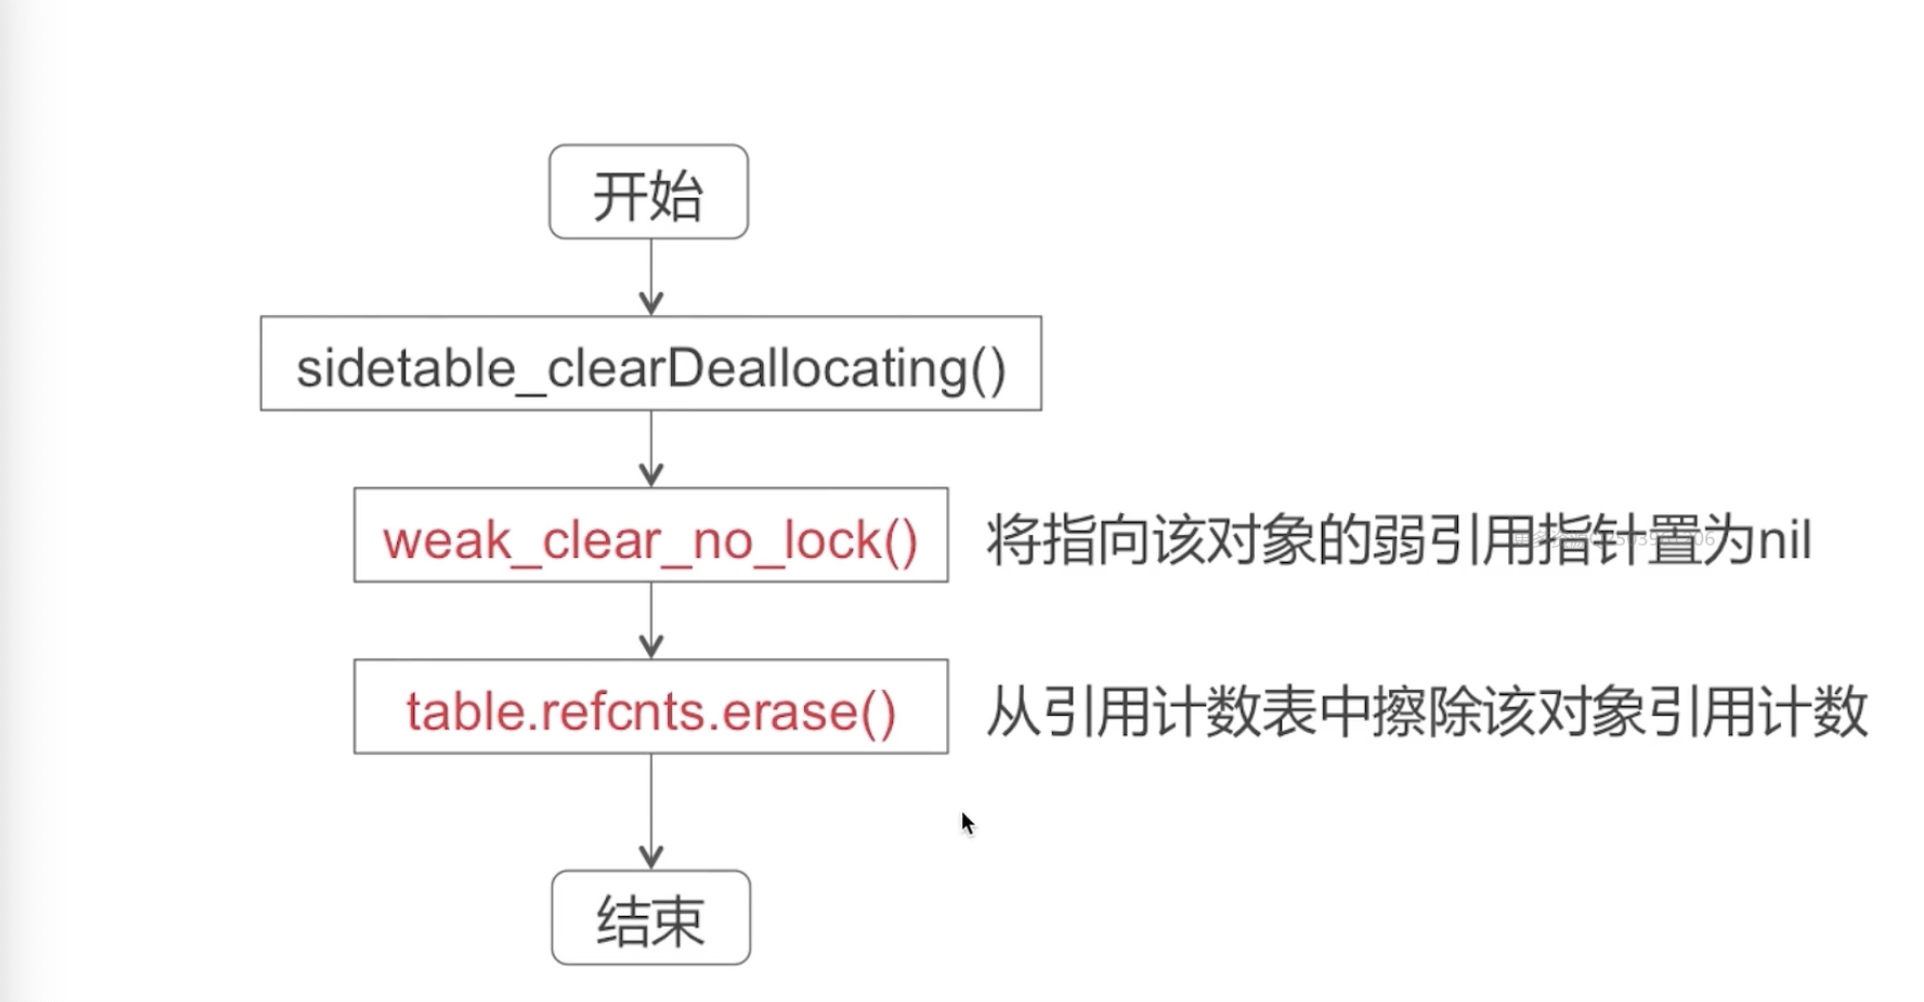 开始
sidetable_clearDeallocating()
weak_clear_no_lock() 将指向该对象的弱引用指针置为nil
table.refcnts.erase() 从引用计数表中擦除该对象引用计数
结束